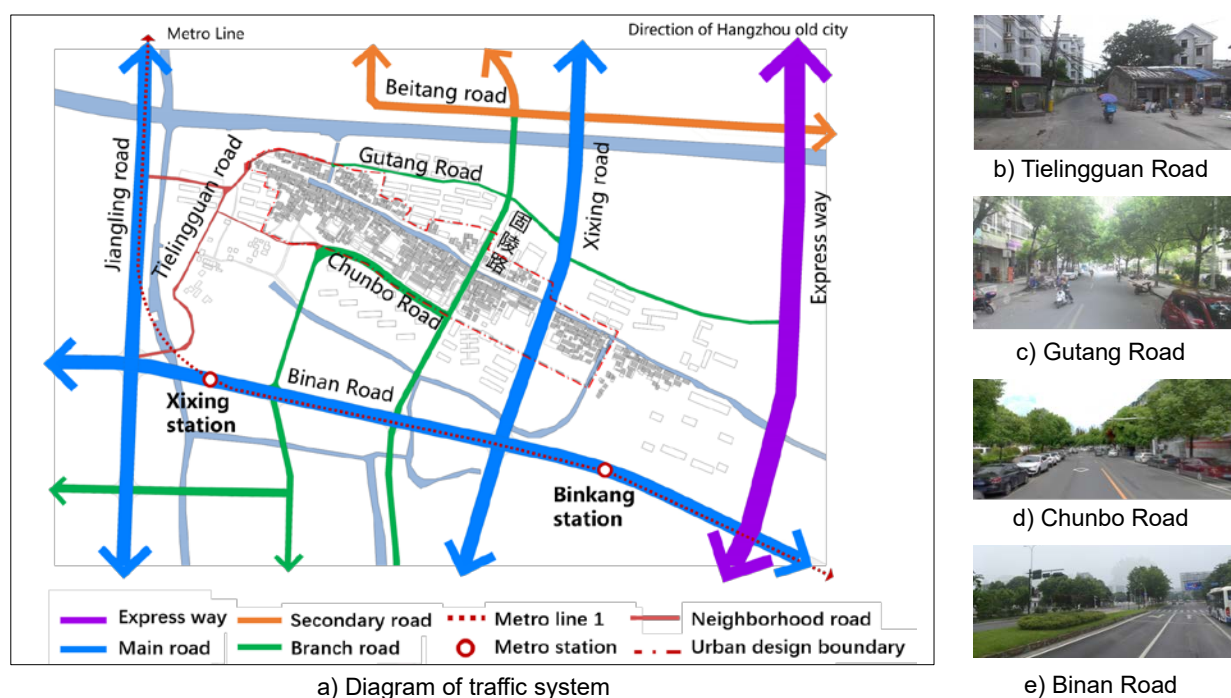 Metro Line
Direction of Hangzhou old city
Beitang road
Gutang Road
Jiangling road
Tielingguan road
Xixing road
固陵路
Express way
Chunbo Road
Binan Road
Xixing
station
Binkang
station
Express way
Secondary road
Metro line 1
Neighborhood road
Main road
Branch road
Metro station
Urban design boundary
a) Diagram of traffic system
b) Tielingguan Road
c) Gutang Road
d) Chunbo Road
e) Binan Road